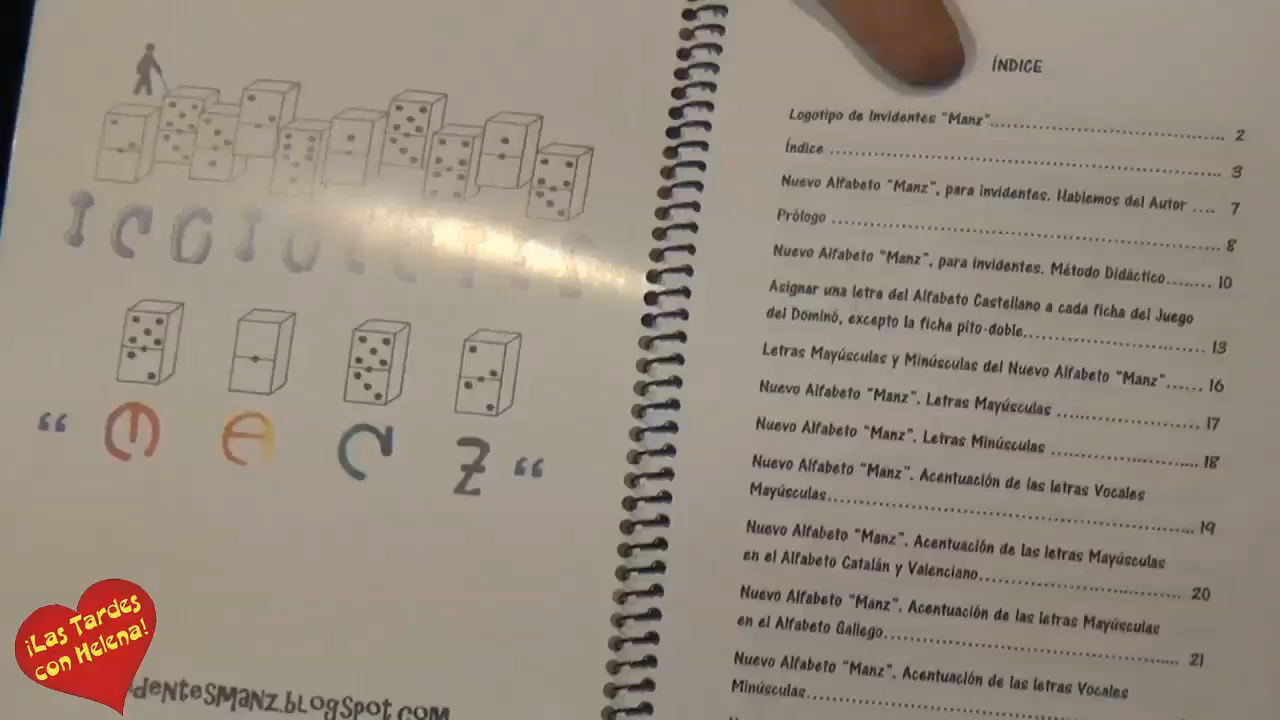 " Z "
¡Las Tardes
con Helena!
dentesmanz.blogspot.com
ÍNDICE
Logotipo de Invidentes "Manz".................................... 2
Índice .................................................................. 3
Nuevo Alfabeto "Manz", para invidentes. Hablemos del Autor .... 7
Prólogo ................................................................ 8
Nuevo Alfabeto "Manz", para invidentes. Método Didáctico........ 10
Asignar una letra del Alfabeto Castellano a cada ficha del Juego
del Dominó, excepto la ficha pito-doble............................. 13
Letras Mayúsculas y Minúsculas del Nuevo Alfabeto "Manz"...... 16
Nuevo Alfabeto "Manz". Letras Mayúsculas ...................... 17
Nuevo Alfabeto "Manz". Letras Minúsculas ...................... 18
Nuevo Alfabeto "Manz". Acentuación de las letras Vocales
Mayúsculas............................................................ 19
Nuevo Alfabeto "Manz". Acentuación de las letras Mayúsculas
en el Alfabeto Catalán y Valenciano................................. 20
Nuevo Alfabeto "Manz". Acentuación de las letras Mayúsculas
en el Alfabeto Gallego.............................................. 21
Nuevo Alfabeto "Manz". Acentuación de las letras Vocales
Minúsculas............................................................